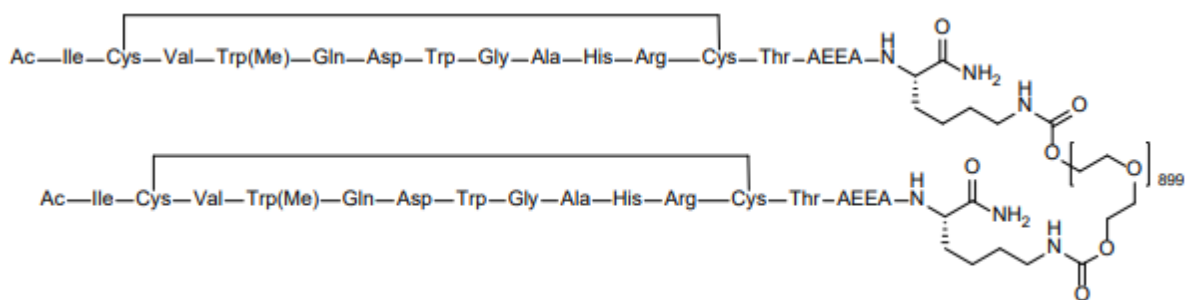 Ac—Ile—Cys—Val—Trp(Me)—Gln—Asp—Trp—Gly—Ala—His—Arg—Cys—Thr—AEEA—N
H
O
NH2
H
N
O
O
O
899
Ac—Ile—Cys—Val—Trp(Me)—Gln—Asp—Trp—Gly—Ala—His—Arg—Cys—Thr—AEEA—N
H
O
NH2
H
N
O
O